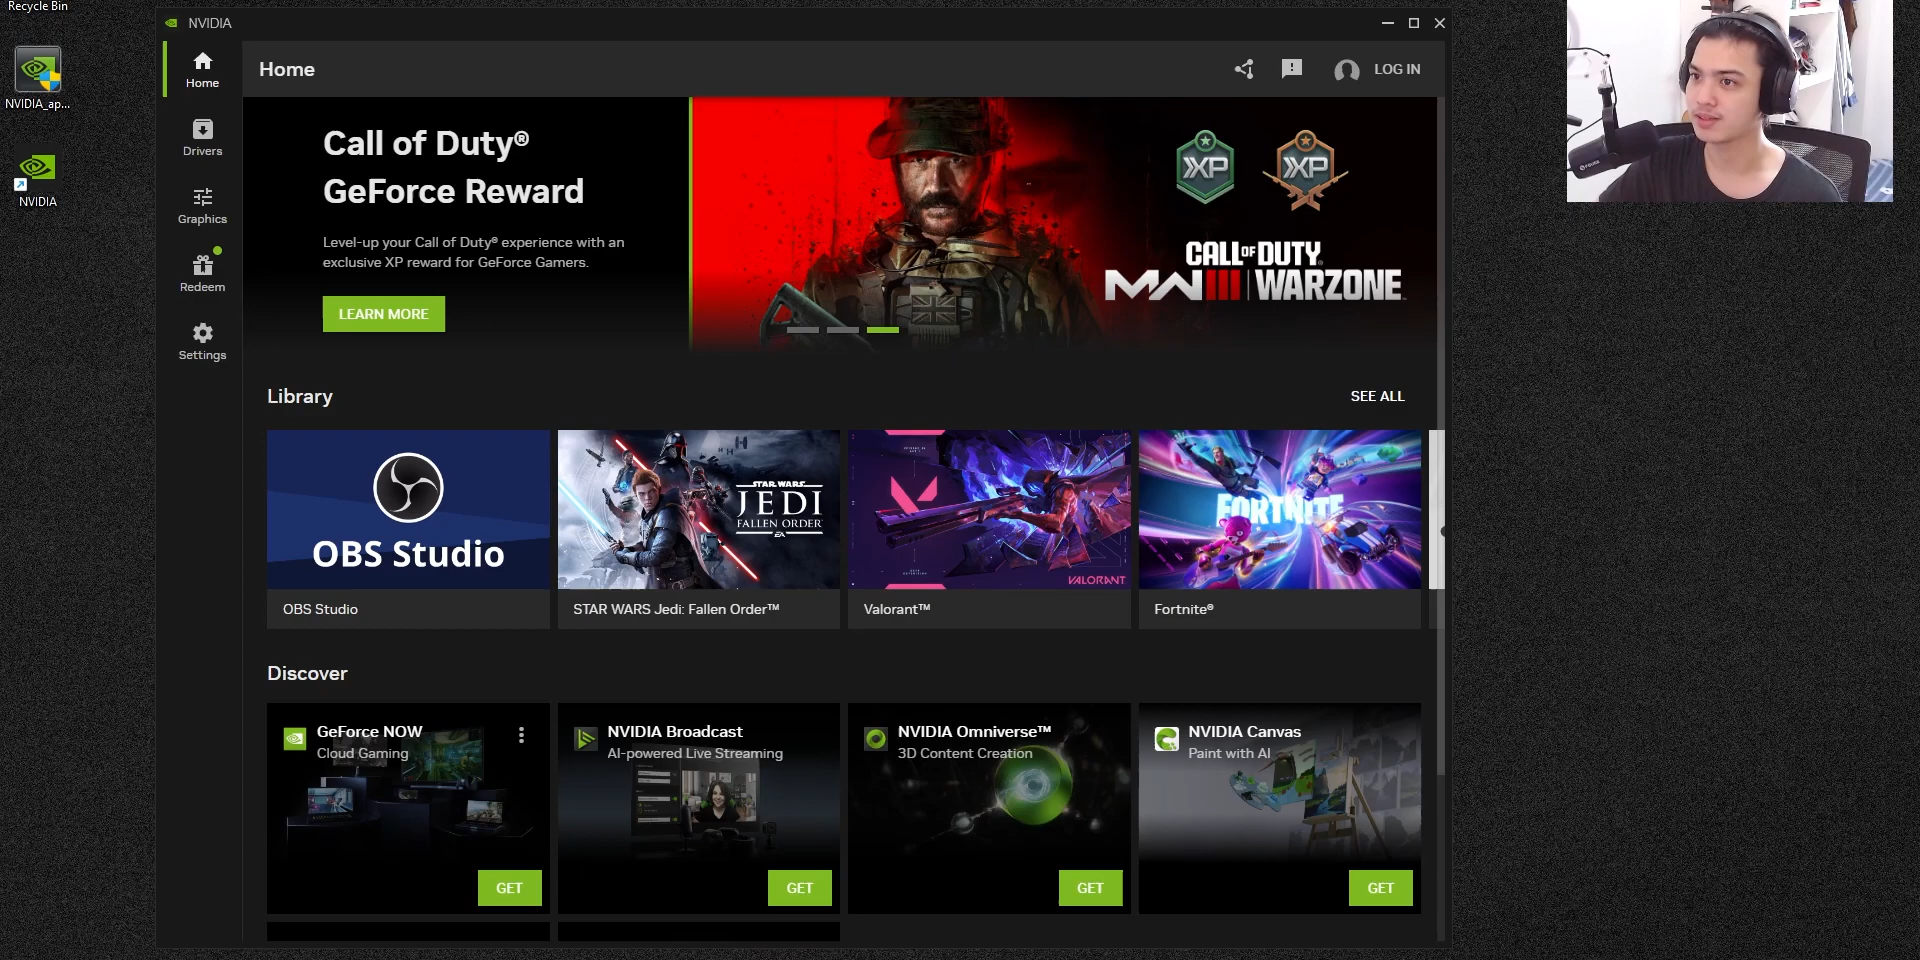 Recycle Bin
NVIDIA_ap...
NVIDIA
NVIDIA
Home
Drivers
Graphics
Redeem
Settings
Home
LOG IN
Call of Duty®
GeForce Reward
Level-up your Call of Duty® experience with an
exclusive XP reward for GeForce Gamers.
LEARN MORE
XP
XP
CALL OF DUTY
MWIII | WARZONE
Library
SEE ALL
OBS Studio
STAR WARS
JEDI
FALLEN ORDER
EA
VALORANT
FORTNITE
OBS Studio
STAR WARS Jedi: Fallen Order™
Valorant™
Fortnite®
Discover
GeForce NOW
Cloud Gaming
GET
NVIDIA Broadcast
AI-powered Live Streaming
GET
NVIDIA Omniverse™
3D Content Creation
GET
NVIDIA Canvas
Paint with AI
GET